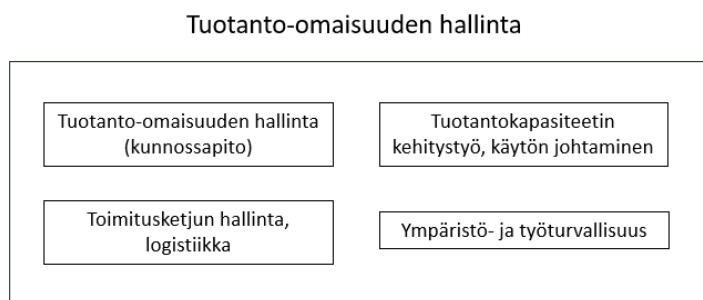 Tuotanto-omaisuuden hallinta
Tuotanto-omaisuuden hallinta
(kunnossapito)
Tuotantokapasiteetin
kehitystyö, käytön johtaminen
Toimitusketjun hallinta,
logistiikka
Ympäristö- ja työturvallisuus